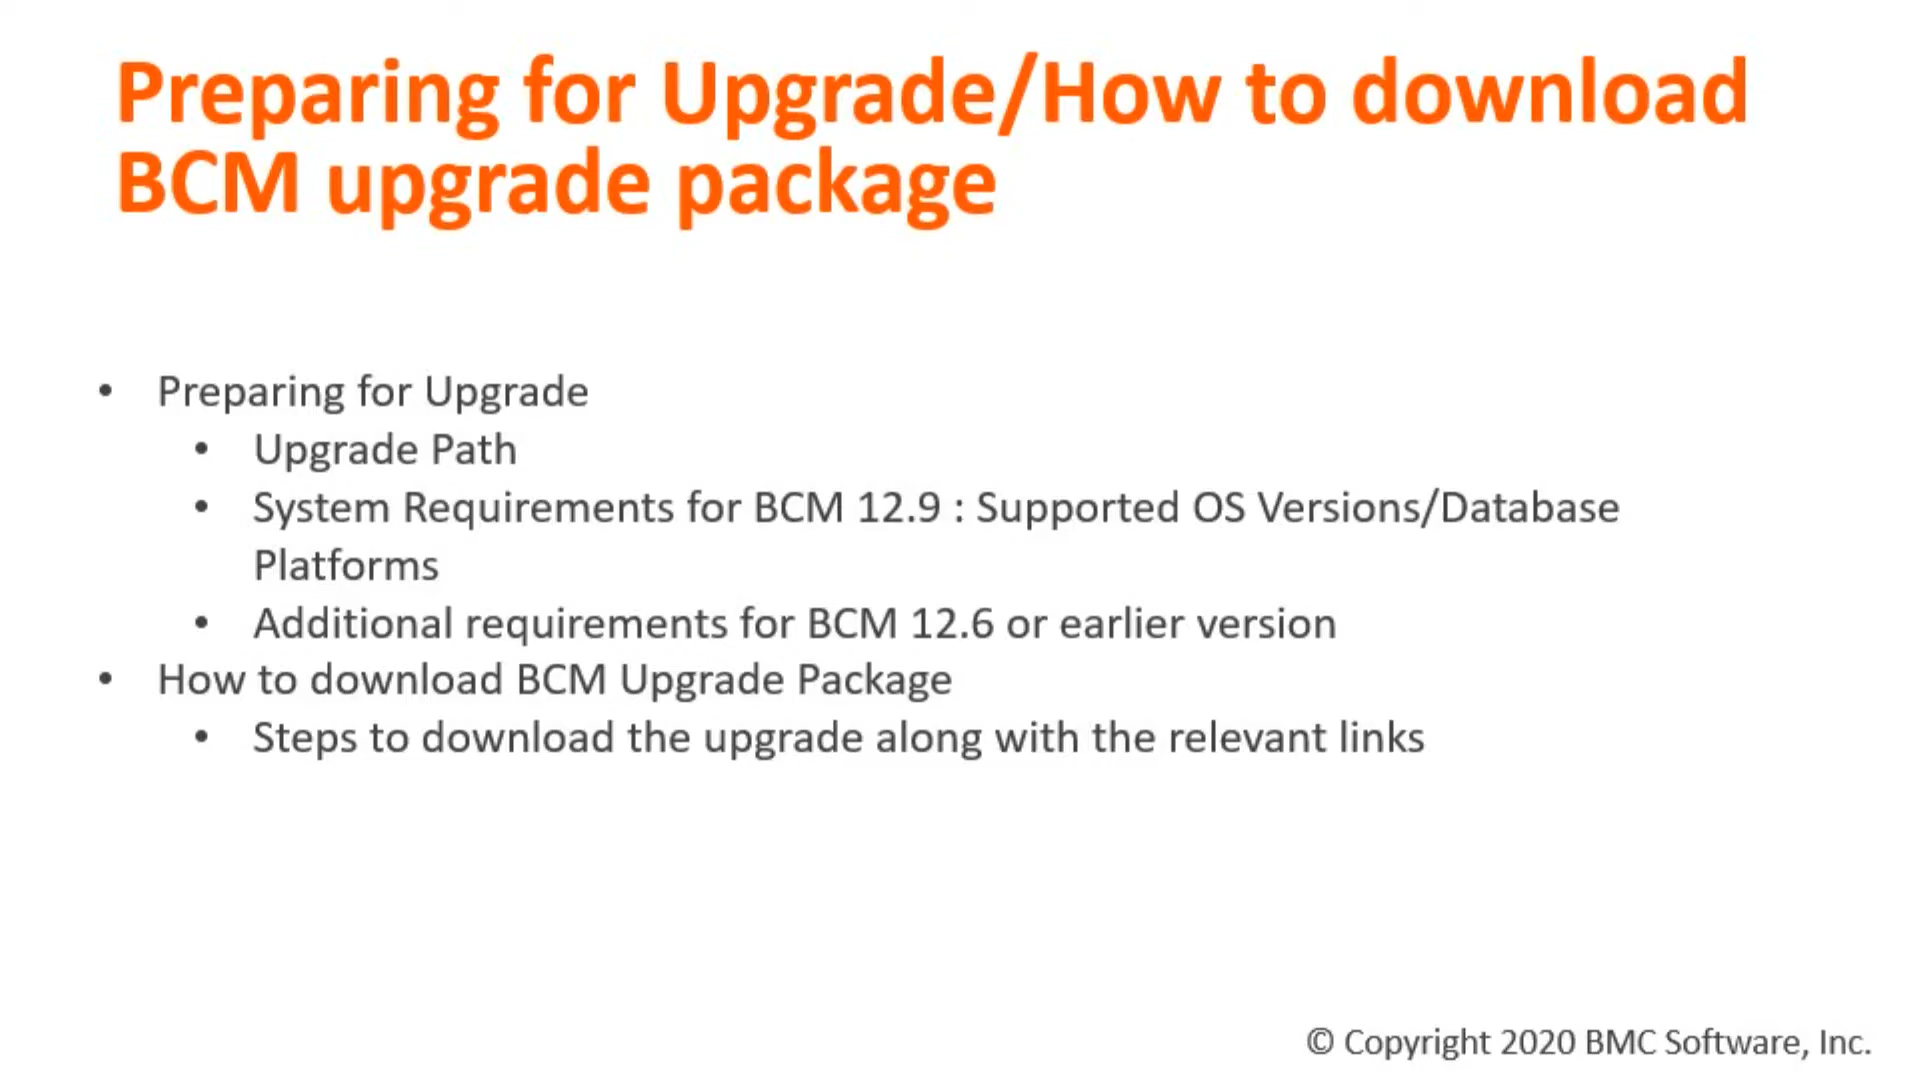 Preparing for Upgrade/How to download
BCM upgrade package
• Preparing for Upgrade
• Upgrade Path
• System Requirements for BCM 12.9 : Supported OS Versions/Database
Platforms
• Additional requirements for BCM 12.6 or earlier version
• How to download BCM Upgrade Package
• Steps to download the upgrade along with the relevant links
© Copyright 2020 BMC Software, Inc.